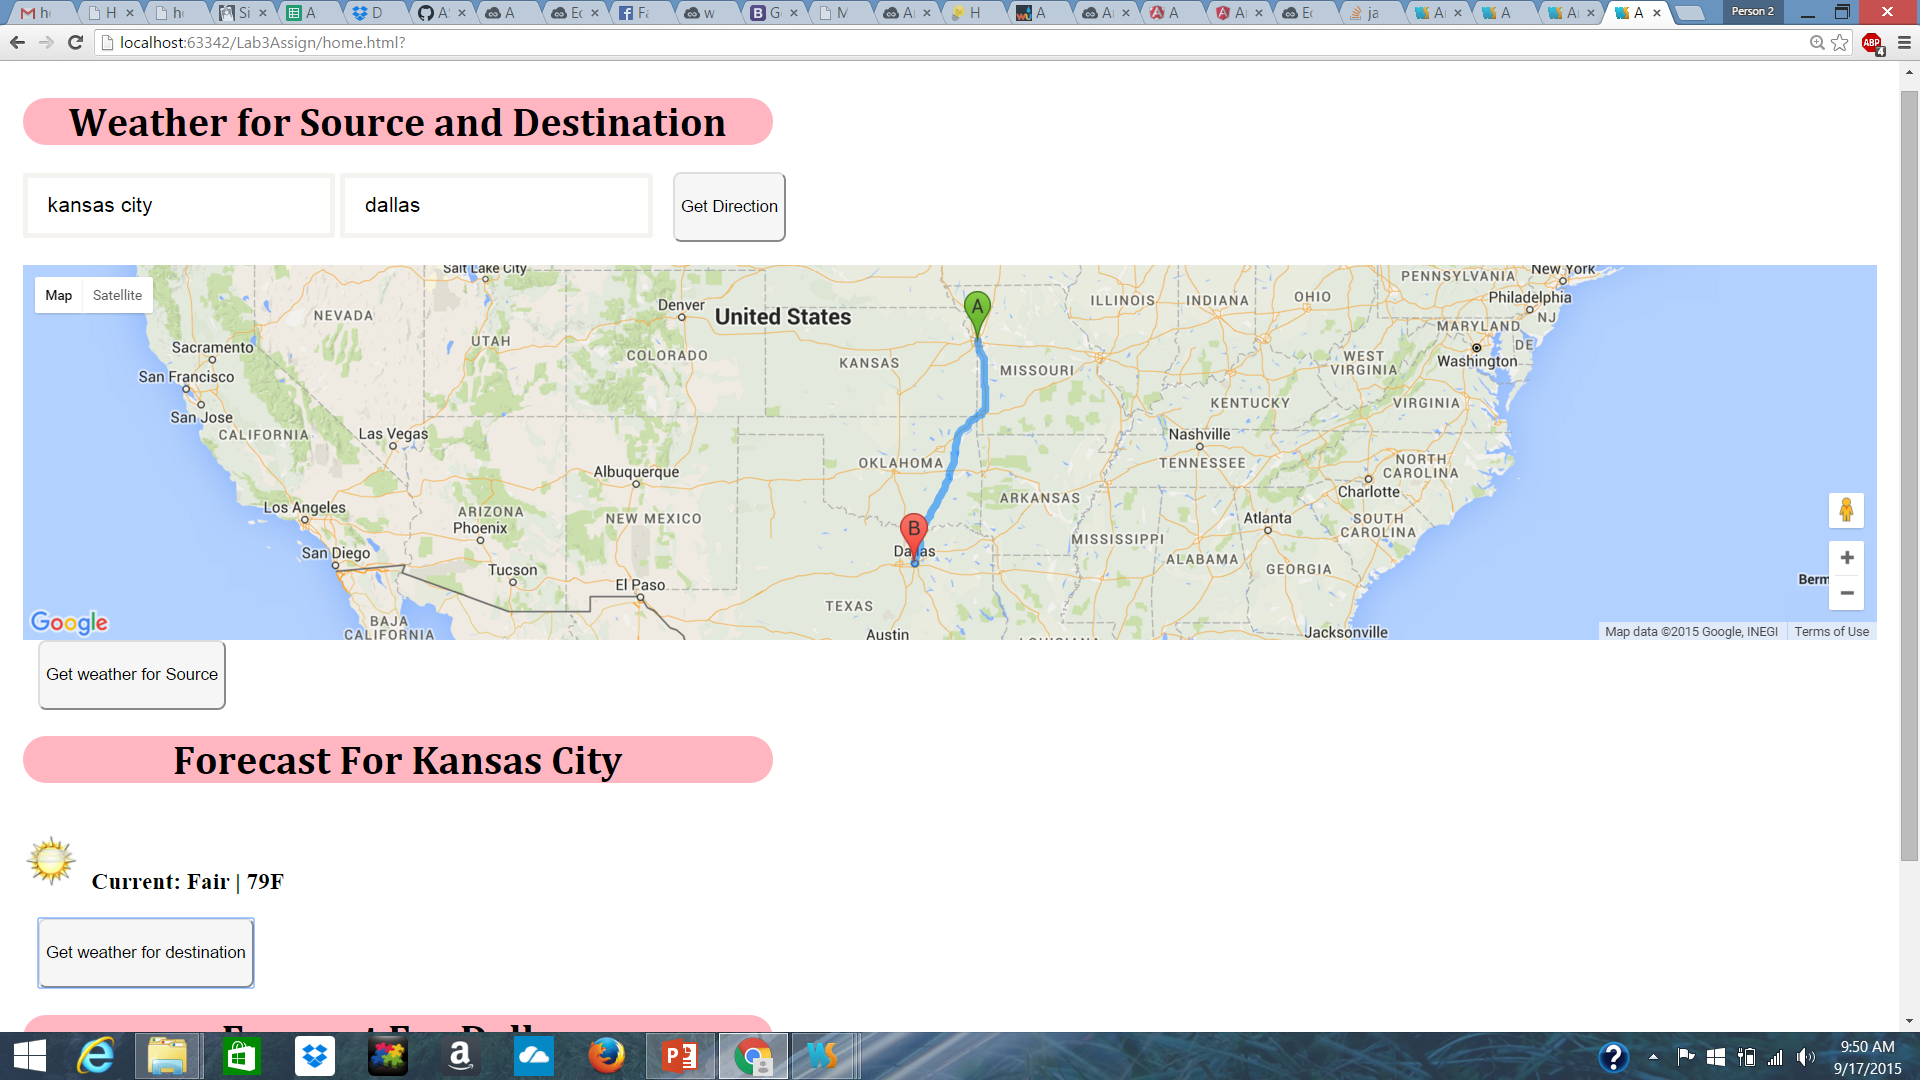 Person 2
localhost:63342/Lab3Assign/home.html?
ABP
4
Weather for Source and Destination
kansas city
dallas
Get Direction
Map
Satellite
Salt Lake City
Denver
United States
NEVADA
UTAH
COLORADO
KANSAS
MISSOURI
ILLINOIS
INDIANA
OHIO
PENNSYLVANIA
New York
Philadelphia
NJ
MARYLAND
DE
Washington
WEST
VIRGINIA
VIRGINIA
KENTUCKY
Sacramento
San Francisco
San Jose
CALIFORNIA
Las Vegas
Albuquerque
OKLAHOMA
ARKANSAS
Nashville
TENNESSEE
NORTH
CAROLINA
Charlotte
Los Angeles
ARIZONA
Phoenix
NEW MEXICO
A
B
Dallas
MISSISSIPPI
Atlanta
ALABAMA
GEORGIA
SOUTH
CAROLINA
San Diego
Tucson
El Paso
TEXAS
Austin
BAJA
CALIFORNIA
LOUISIANA
Jacksonville
Berm
Google
Map data ©2015 Google, INEGI
Terms of Use
Get weather for Source
Forecast For Kansas City
Current: Fair | 79F
Get weather for destination
Forecast For Dallas
9:50 AM
9/17/2015